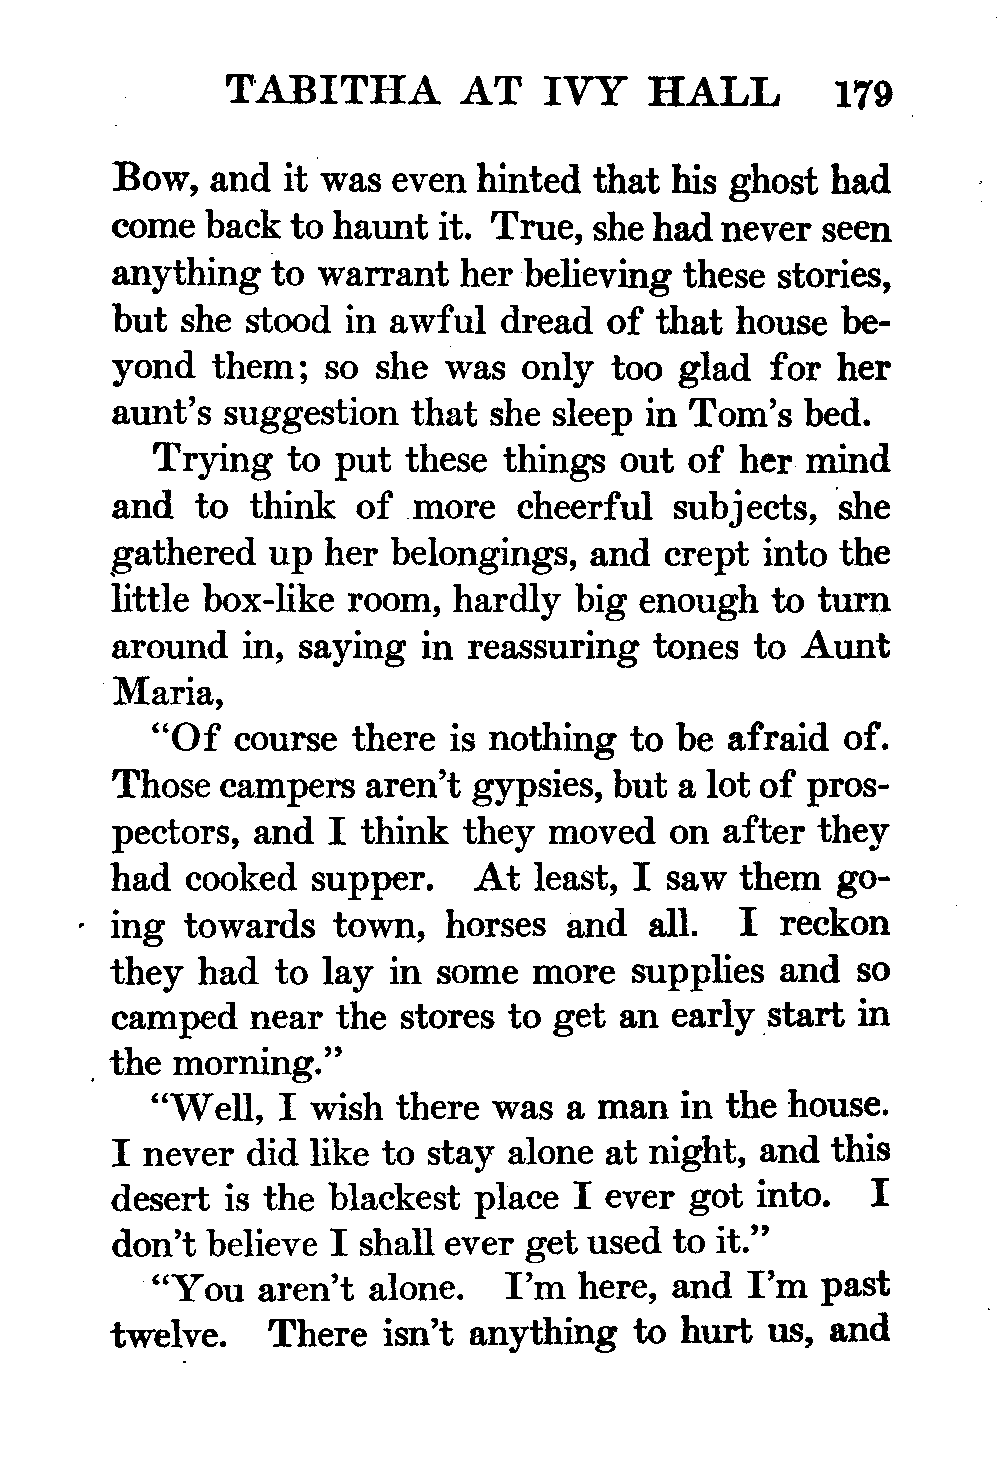 TABITHA AT IVY HALL 179
Bow, and it was even hinted that his ghost had
come back to haunt it. True, she had never seen
anything to warrant her believing these stories,
but she stood in awful dread of that house be-
yond them; so she was only too glad for her
aunt's suggestion that she sleep in Tom's bed.
Trying to put these things out of her mind
and to think of more cheerful subjects, she
gathered up her belongings, and crept into the
little box-like room, hardly big enough to turn
around in, saying in reassuring tones to Aunt
Maria,
“Of course there is nothing to be afraid of.
Those campers aren't gypsies, but a lot of pros-
pectors, and I think they moved on after they
had cooked supper. At least, I saw them go-
ing towards town, horses and all. I reckon
they had to lay in some more supplies and so
camped near the stores to get an early start in
the morning.”
“Well, I wish there was a man in the house.
I never did like to stay alone at night, and this
desert is the blackest place I ever got into. I
don't believe I shall ever get used to it.”
“You aren't alone. I'm here, and I'm past
twelve. There isn't anything to hurt us, and